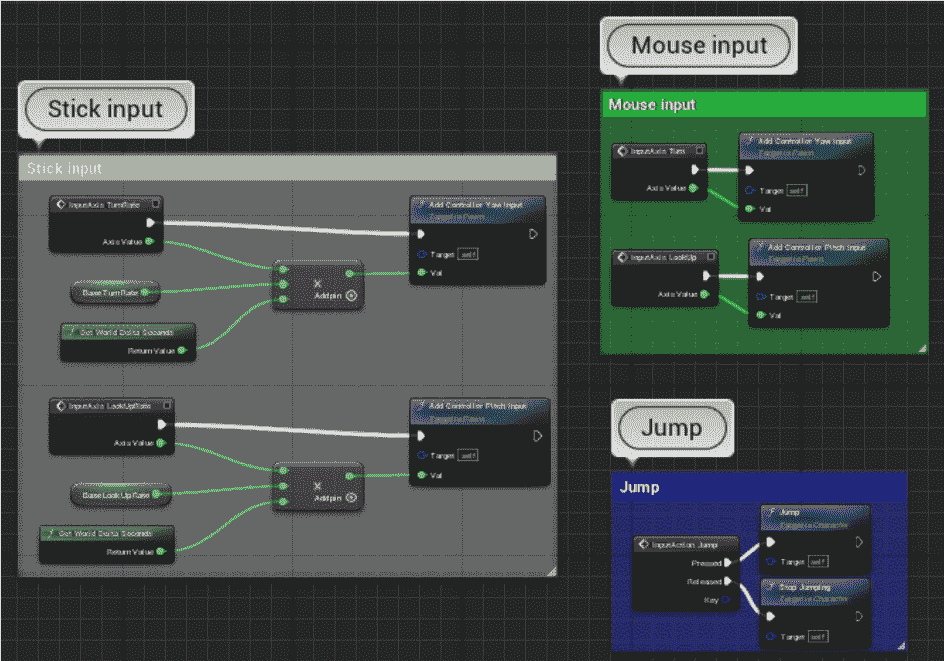 Stick input
Stick input
InputAxis TurnRate
Axis Value
Base TurnRate
Get World Delta Seconds
Return Value
Add pin
Add Controller Yaw Input
Target is Pawn
Target self
Val
InputAxis LookUpRate
Axis Value
Base Look Up Rate
Get World Delta Seconds
Return Value
Add pin
Add Controller Pitch Input
Target is Pawn
Target self
Val
Mouse input
Mouse input
InputAxis Turn
Axis Value
Add Controller Yaw Input
Target is Pawn
Target self
Val
InputAxis LookUp
Axis Value
Add Controller Pitch Input
Target is Pawn
Target self
Val
Jump
Jump
InputAction Jump
Pressed
Released
Key
Jump
Target is Character
Target self
Stop Jumping
Target is Character
Target self